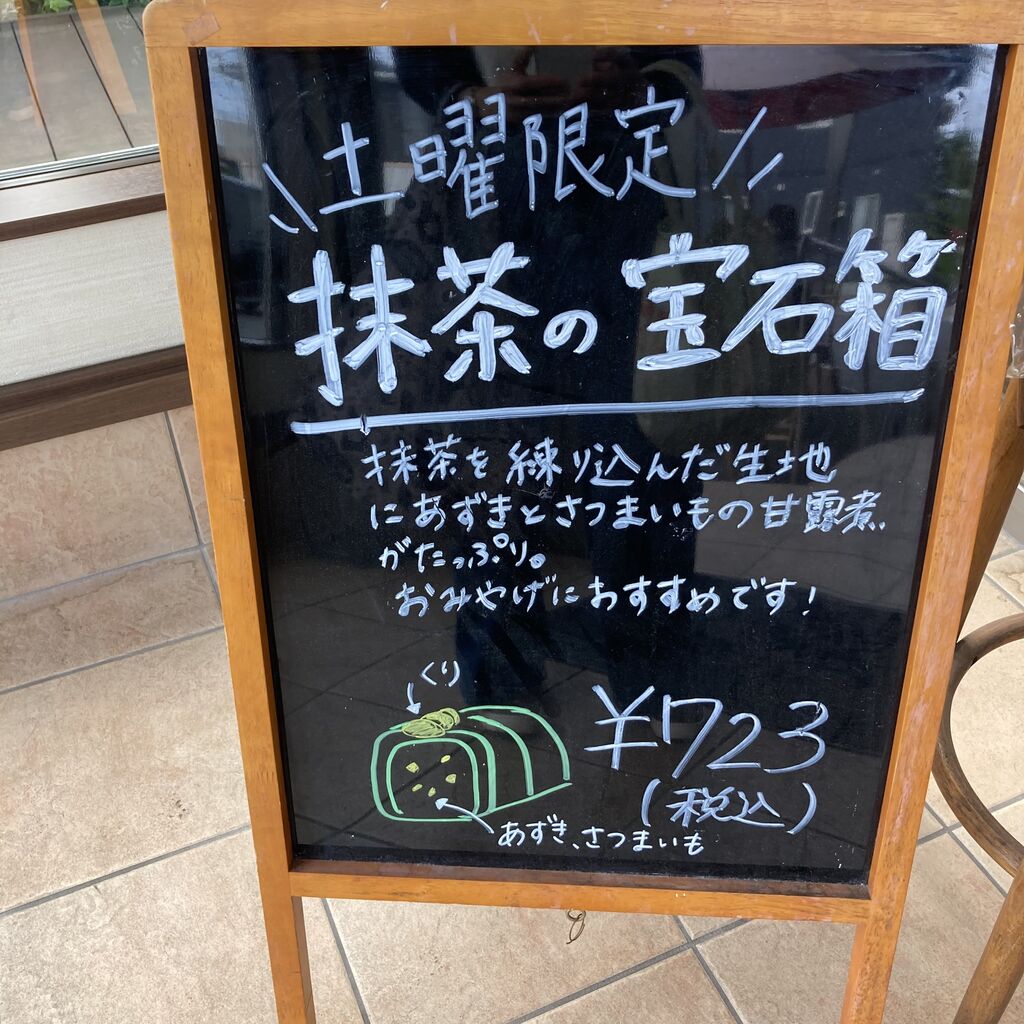 土曜限定
抹茶の宝石箱
抹茶を練り込んだ生地
にあずきとさつまいもの甘露煮
がたっぷり。
おみやげにおすすめです！
くり
¥723
(税込)
あずき、さつまいも